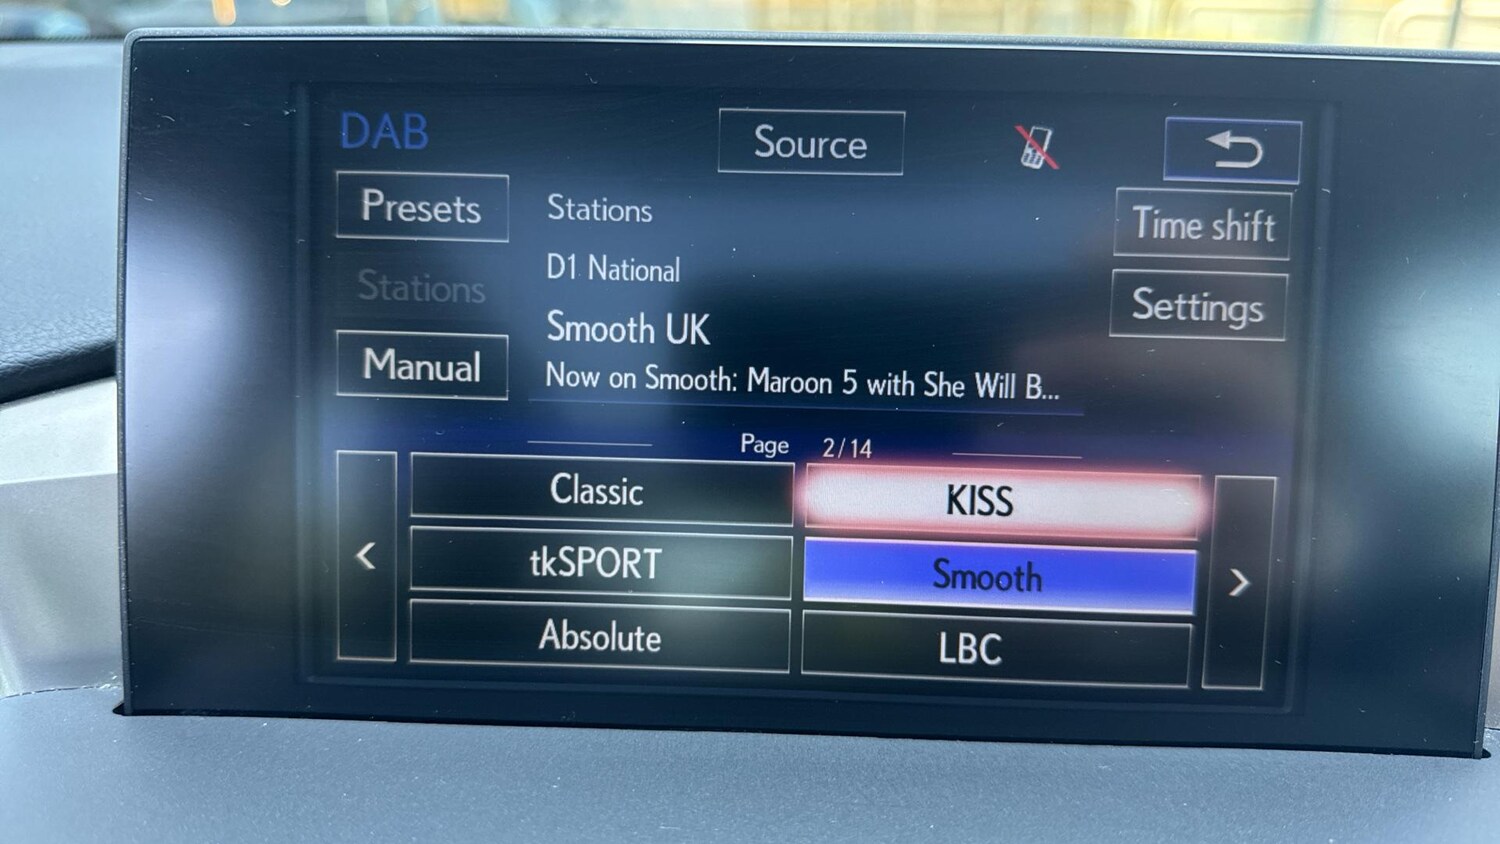 DAB
Source
Presets
Stations
Time shift
D1 National
Stations
Settings
Smooth UK
Manual
Now on Smooth: Maroon 5 with She Will B...
Page 2/14
Classic
KISS
<
tkSPORT
Smooth
>
Absolute
LBC